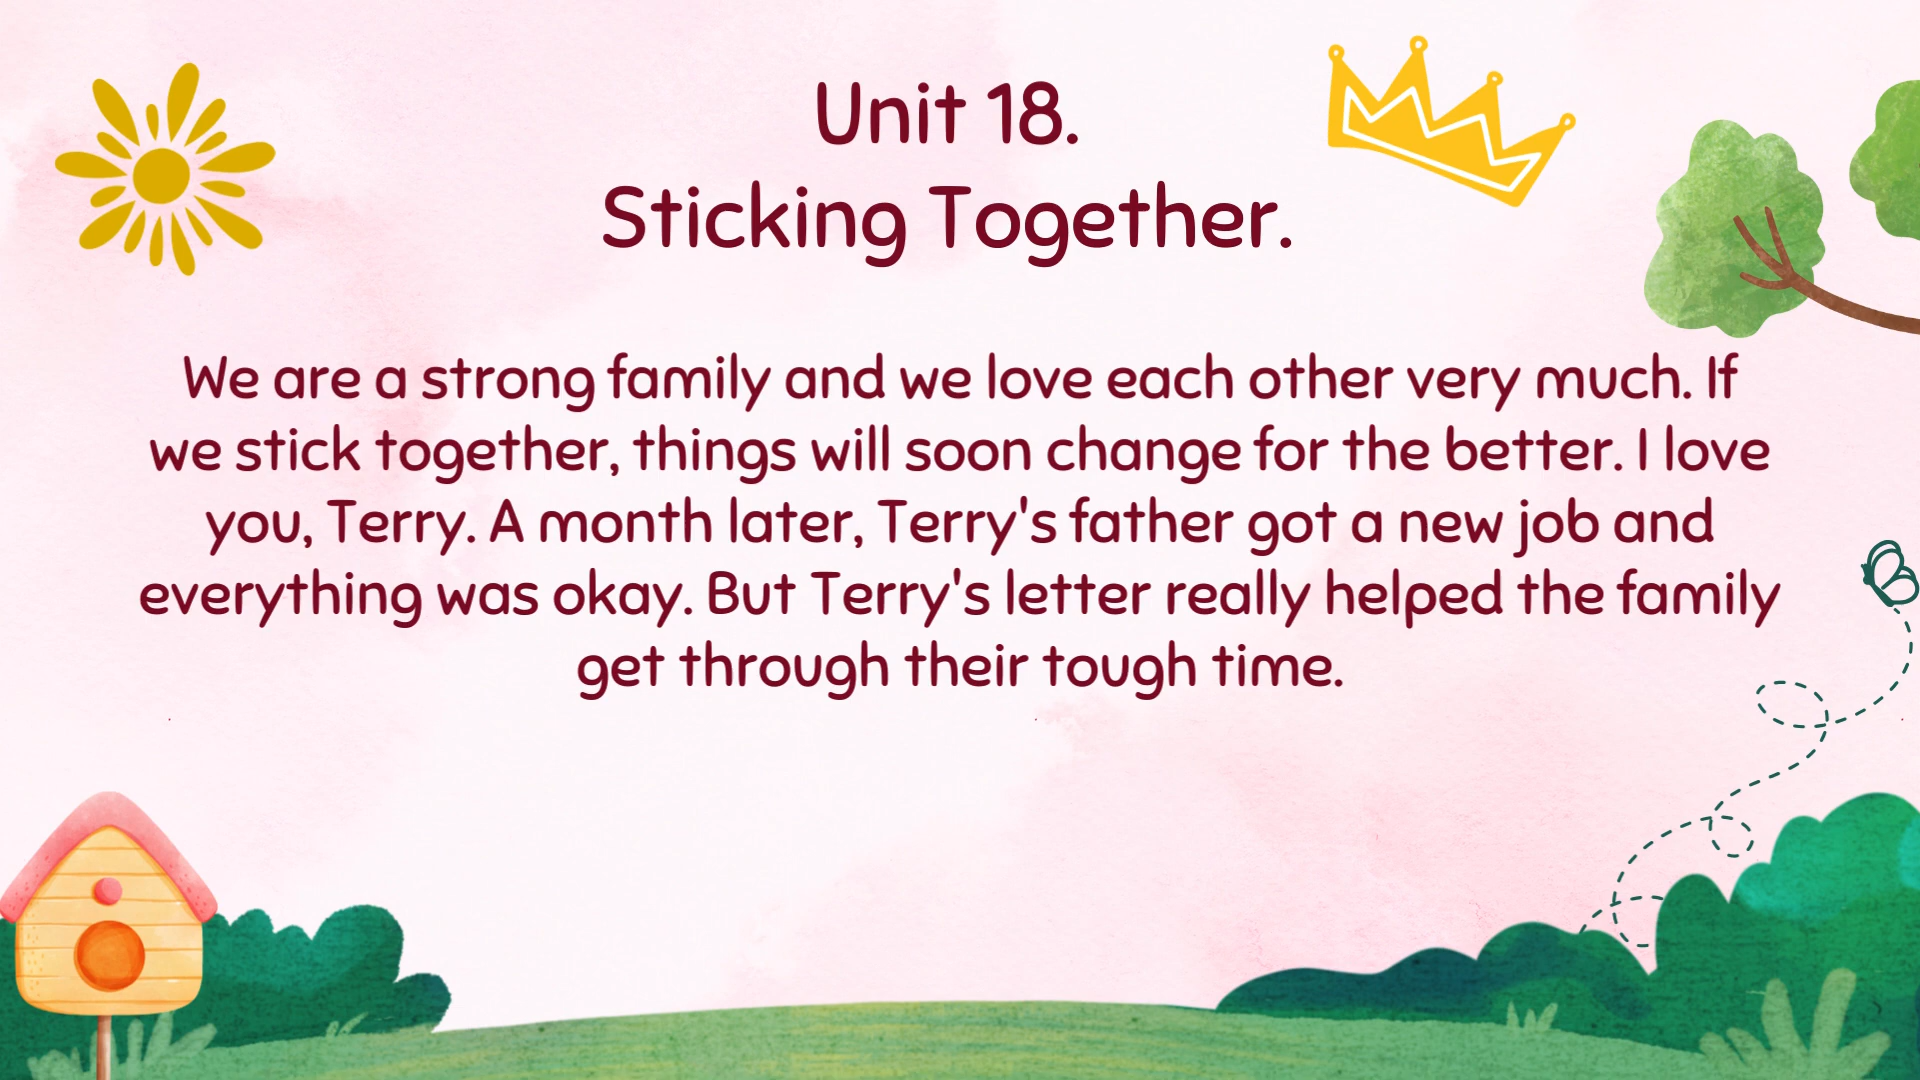 Unit 18.
Sticking Together.
We are a strong family and we love each other very much. If
we stick together, things will soon change for the better. I love
you, Terry. A month later, Terry's father got a new job and
everything was okay. But Terry's letter really helped the family
get through their tough time.